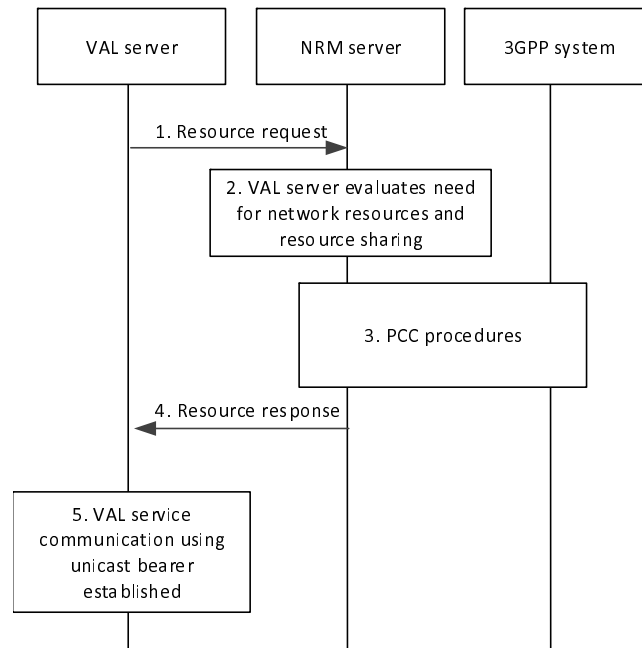 VAL server
NRM server
3GPP system
1. Resource request
2. VAL server evaluates need
for network resources and
resource sharing
3. PCC procedures
4. Resource response
5. VAL service
communication using
unicast bearer
established